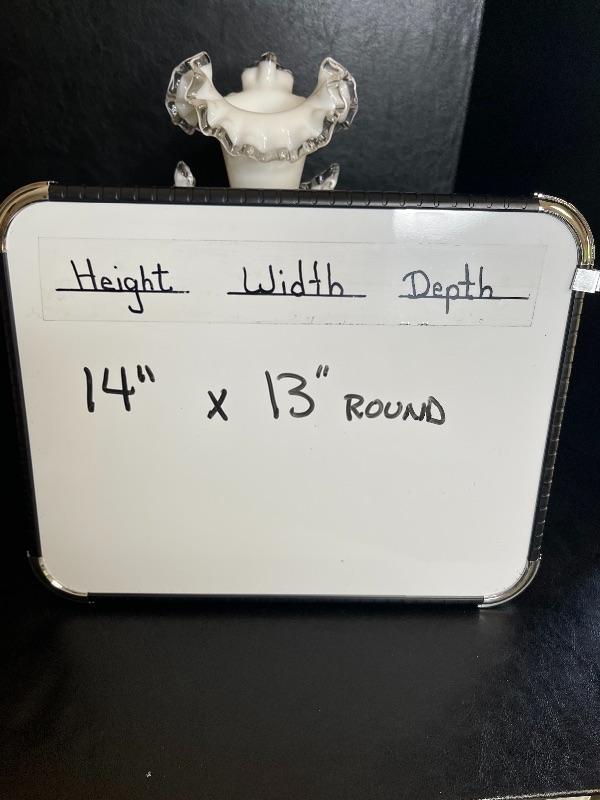 Height Width Depth
14" x 13" ROUND